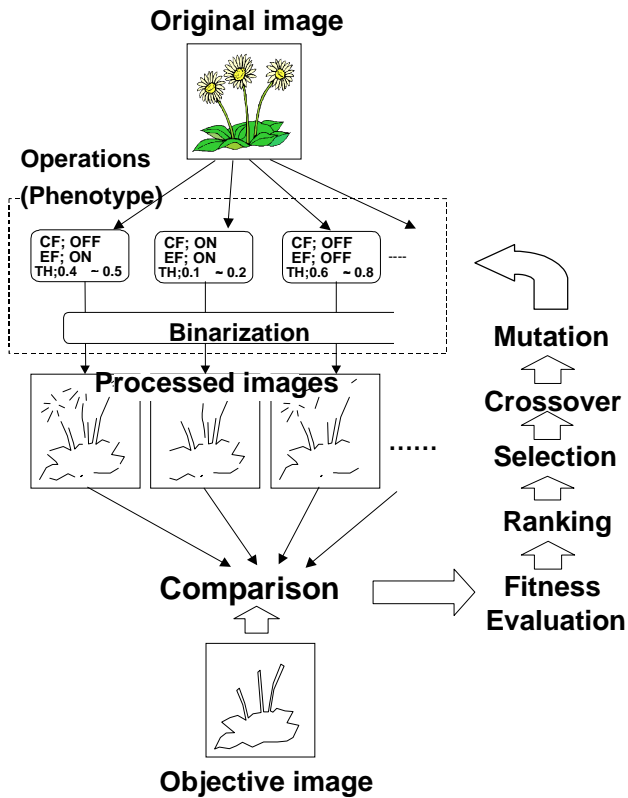 Original image
Operations
(Phenotype)
CF; OFF
EF; ON
TH;0.4 ~ 0.5
CF; ON
EF; ON
TH;0.1 ~ 0.2
CF; OFF
EF; OFF
TH;0.6 ~ 0.8
----
Binarization
Processed images
......
Comparison
Objective image
Mutation
Crossover
Selection
Ranking
Fitness
Evaluation